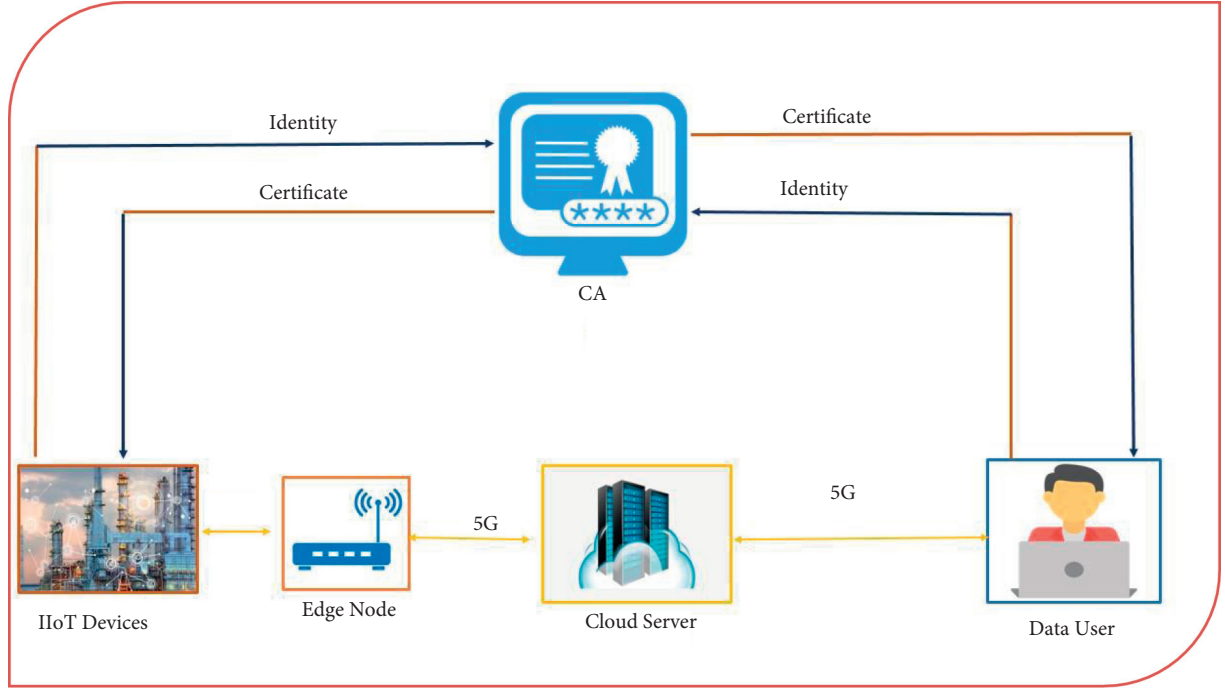 Identity
Certificate
Certificate
Identity
****
CA
5G
5G
IIoT Devices
Edge Node
Cloud Server
Data User